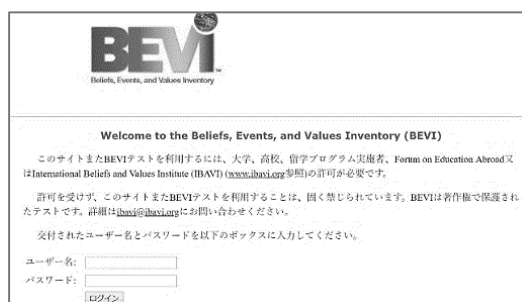 BEVI
Beliefs, Events, and Values Inventory
Welcome to the Beliefs, Events, and Values Inventory (BEVI)
このサイトまたBEVIテストを利用するには、大学、高校、留学プログラム実施者、Forum on Education Abroad又
はInternational Beliefs and Values Institute (IBAVI) (www.ibavi.org参照)の許可が必要です。
許可を受けず、このサイトまたBEVIテストを利用することは、固く禁じられています。BEVIは著作権で保護され
たテストです。詳細はibavi@ibavi.orgにお問い合わせください。
交付されたユーザー名とパスワードを以下のボックスに入力してください。
ユーザー名:
パスワード:
ログイン